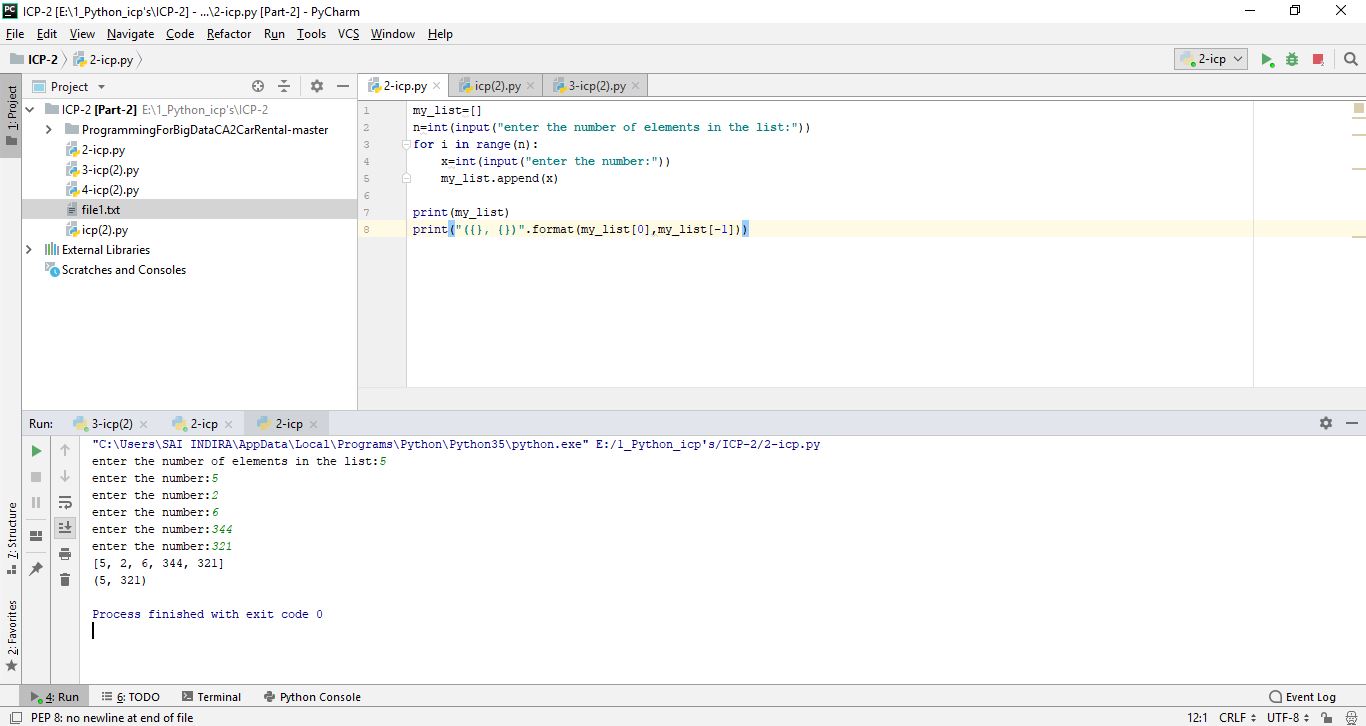 ICP-2 [E:\1_Python_icp's\ICP-2] - ...\2-icp.py [Part-2] - PyCharm
File Edit View Navigate Code Refactor Run Tools VCS Window Help
ICP-2 2-icp.py 2-icp
1: Project
Project
ICP-2 [Part-2] E:\1_Python_icp's\ICP-2
ProgrammingForBigDataCA2CarRental-master
2-icp.py
3-icp(2).py
4-icp(2).py
file1.txt
icp(2).py
External Libraries
Scratches and Consoles
2-icp.py icp(2).py 3-icp(2).py
1 my_list=[]
2 n=int(input("enter the number of elements in the list:"))
3 for i in range(n):
4     x=int(input("enter the number:"))
5     my_list.append(x)
6
7 print(my_list)
8 print("({}, {})".format(my_list[0],my_list[-1]))
Run: 3-icp(2) 2-icp 2-icp
"C:\Users\SAI INDIRA\AppData\Local\Programs\Python\Python35\python.exe" E:/1_Python_icp's/ICP-2/2-icp.py
enter the number of elements in the list:5
enter the number:5
enter the number:2
enter the number:6
enter the number:344
enter the number:321
[5, 2, 6, 344, 321]
(5, 321)
Process finished with exit code 0
7: Structure
2: Favorites
4: Run 6: TODO Terminal Python Console Event Log
PEP 8: no newline at end of file 12:1 CRLF UTF-8